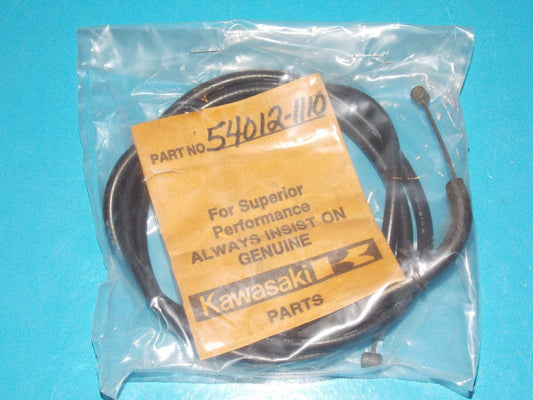 PART NO. 54012-1110
For Superior
Performance
ALWAYS INSIST ON
GENUINE
Kawasaki
PARTS